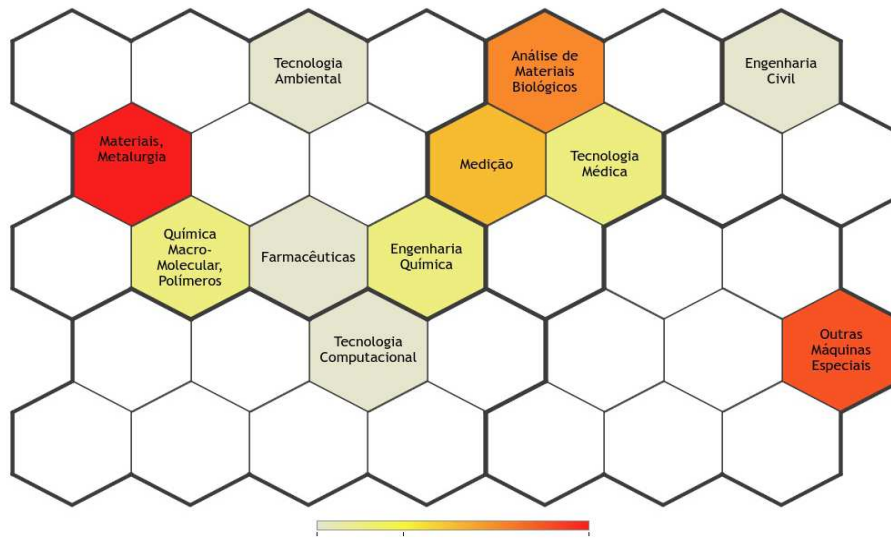 Tecnologia
Ambiental
Análise de
Materiais
Biológicos
Engenharia
Civil
Materiais,
Metalurgia
Medição
Tecnologia
Médica
Química
Macro-
Molecular,
Polímeros
Farmacêuticas
Engenharia
Química
Tecnologia
Computacional
Outras
Máquinas
Especiais